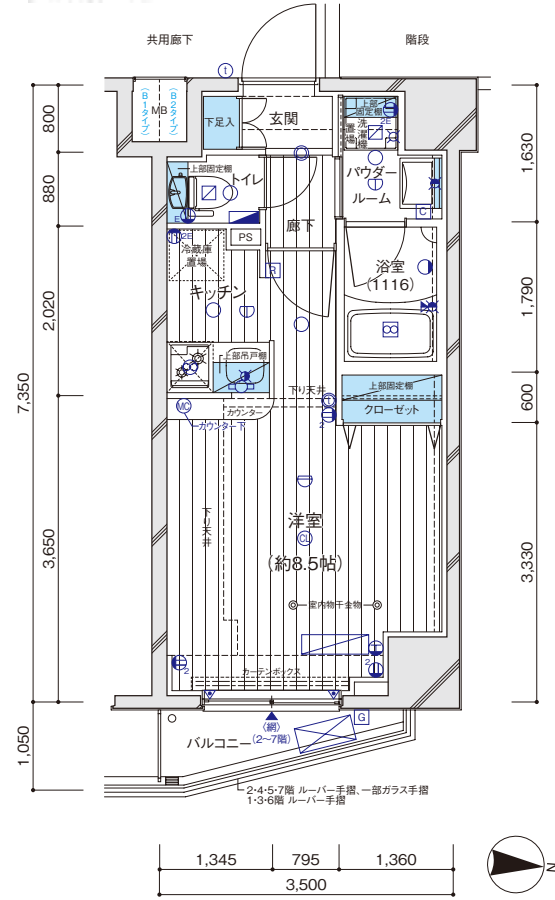 共用廊下
階段
t
(B1タイプ)
MB
(B2タイプ)
下足入
玄関
上部固定棚
2E
洗濯機
置場
800
880
2,020
3,650
7,350
1,050
1,630
1,790
600
3,330
上部固定棚
トイレ
E
廊下
パウダー
ルーム
C
2E
PS
冷蔵庫
置場
R
キッチン
浴室
(1116)
上部吊戸棚
上部固定棚
下り天井
クローゼット
MC
カウンター
カウンター下
t
2
下り天井
洋室
CL
(約8.5帖)
室内物干金物
2
2
カーテンボックス
G
バルコニー
〈網〉
(2~7階)
2・4・5・7階 ルーバー手摺、一部ガラス手摺
1・3・6階 ルーバー手摺
1,345
795
1,360
3,500
N